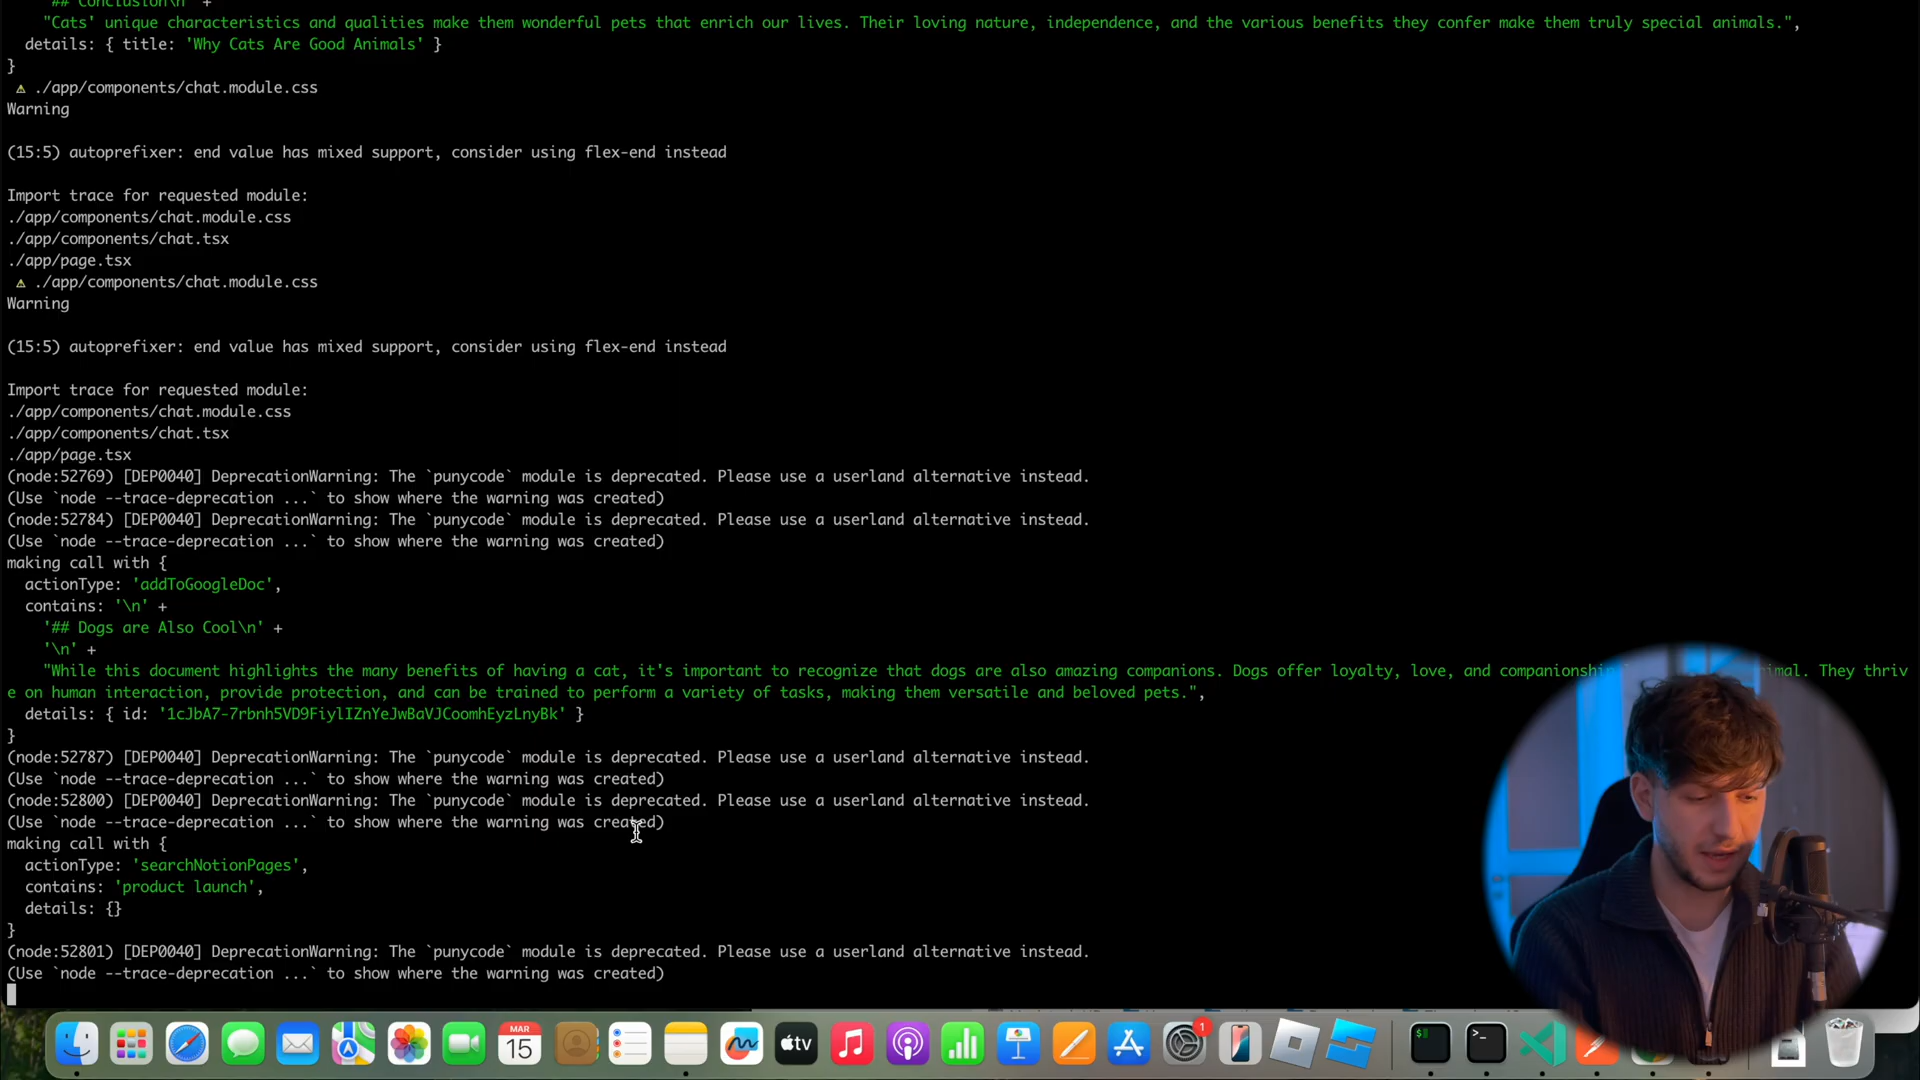 "## Conclusion\n" +
"Cats' unique characteristics and qualities make them wonderful pets that enrich our lives. Their loving nature, independence, and the various benefits they confer make them truly special animals.",
details: { title: 'Why Cats Are Good Animals' }
}
⚠ ./app/components/chat.module.css
Warning
(15:5) autoprefixer: end value has mixed support, consider using flex-end instead
Import trace for requested module:
./app/components/chat.module.css
./app/components/chat.tsx
./app/page.tsx
⚠ ./app/components/chat.module.css
Warning
(15:5) autoprefixer: end value has mixed support, consider using flex-end instead
Import trace for requested module:
./app/components/chat.module.css
./app/components/chat.tsx
./app/page.tsx
(node:52769) [DEP0040] DeprecationWarning: The `punycode` module is deprecated. Please use a userland alternative instead.
(Use `node --trace-deprecation ...` to show where the warning was created)
(node:52784) [DEP0040] DeprecationWarning: The `punycode` module is deprecated. Please use a userland alternative instead.
(Use `node --trace-deprecation ...` to show where the warning was created)
making call with {
actionType: 'addToGoogleDoc',
contains: '\n' +
'## Dogs are Also Cool\n' +
'\n' +
"While this document highlights the many benefits of having a cat, it's important to recognize that dogs are also amazing companions. Dogs offer loyalty, love, and companionship. They thriv
e on human interaction, provide protection, and can be trained to perform a variety of tasks, making them versatile and beloved pets.",
details: { id: '1cJbA7-7rbnh5VD9FiylIZnYeJwBaVJCoomhEyzLnyBk' }
}
(node:52787) [DEP0040] DeprecationWarning: The `punycode` module is deprecated. Please use a userland alternative instead.
(Use `node --trace-deprecation ...` to show where the warning was created)
(node:52800) [DEP0040] DeprecationWarning: The `punycode` module is deprecated. Please use a userland alternative instead.
(Use `node --trace-deprecation ...` to show where the warning was created)
making call with {
actionType: 'searchNotionPages',
contains: 'product launch',
details: {}
}
(node:52801) [DEP0040] DeprecationWarning: The `punycode` module is deprecated. Please use a userland alternative instead.
(Use `node --trace-deprecation ...` to show where the warning was created)
MAR
15
tv
1
$
>_